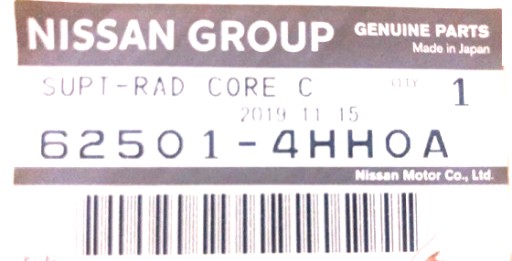 NISSAN GROUP GENUINE PARTS
Made in Japan
SUPT-RAD CORE C QTY 1
2019 11 15
62501-4HH0A
Nissan Motor Co., Ltd.